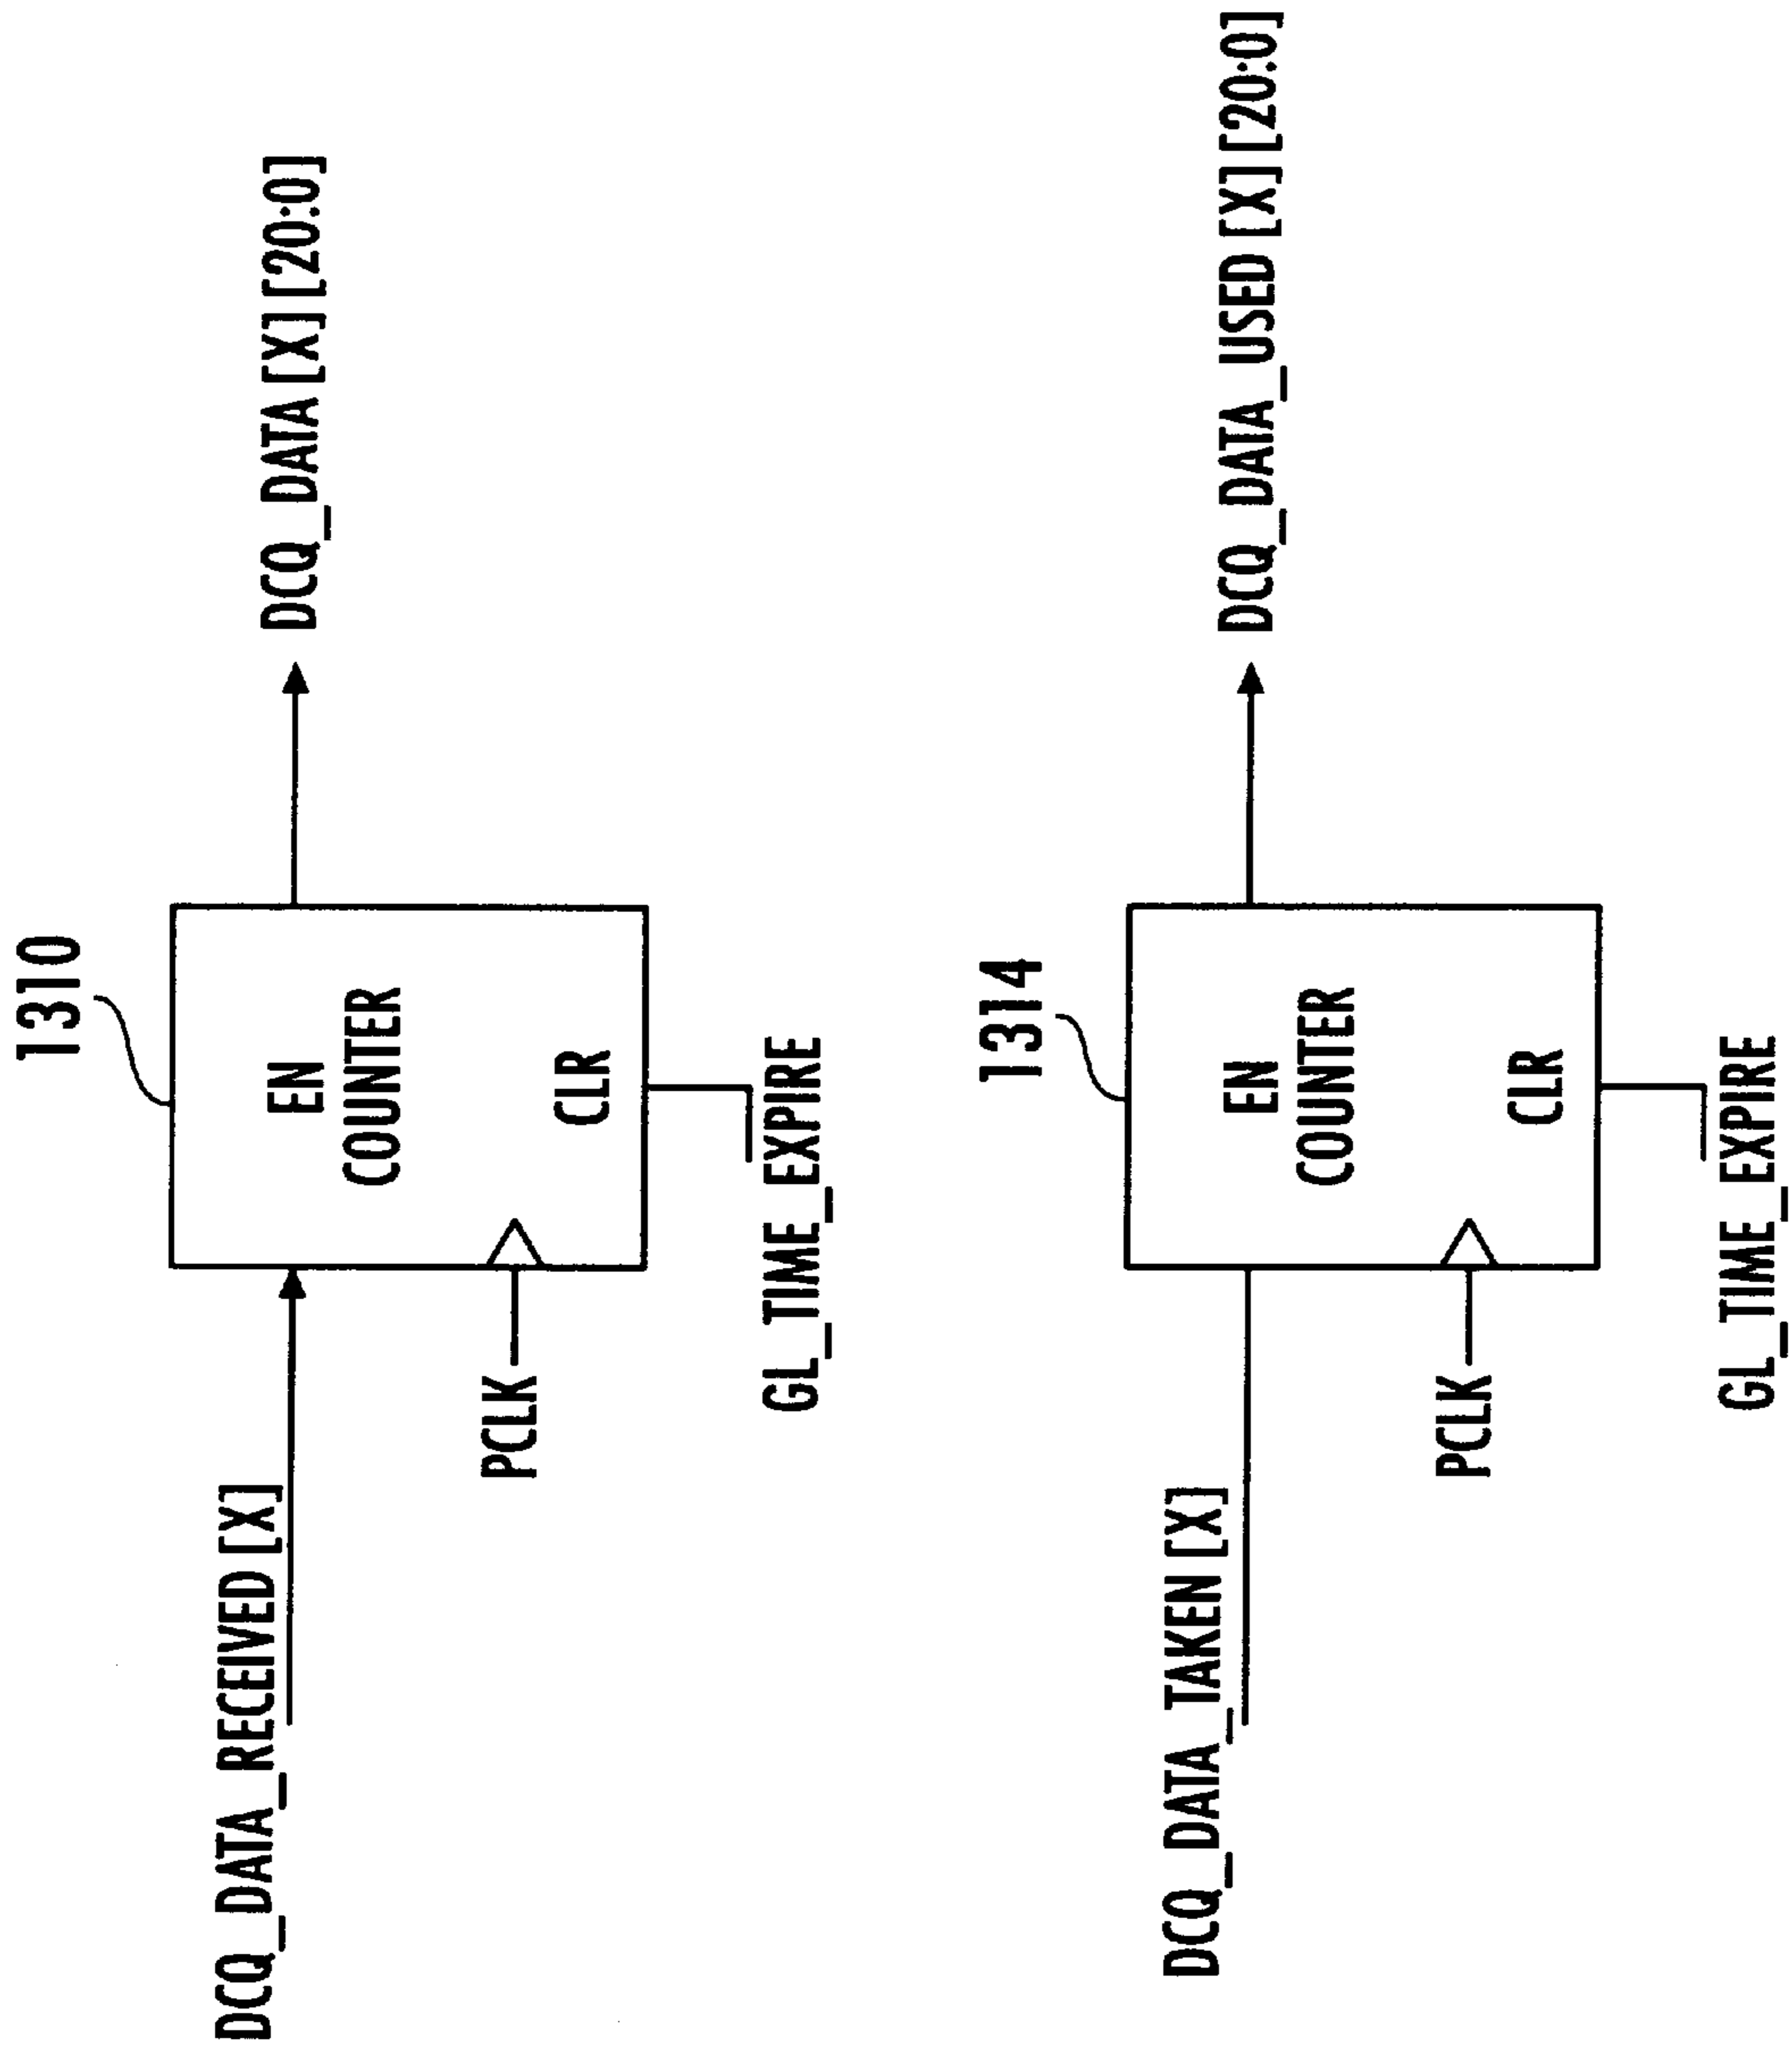 1310
DCQ_DATA_RECEIVED[X]
EN
DCQ_DATA[X][20:0]
COUNTER
PCLK
CLR
GL_TIME_EXPIRE
1314
DCQ_DATA_TAKEN[X]
EN
DCQ_DATA_USED[X][20:0]
COUNTER
PCLK
CLR
GL_TIME_EXPIRE